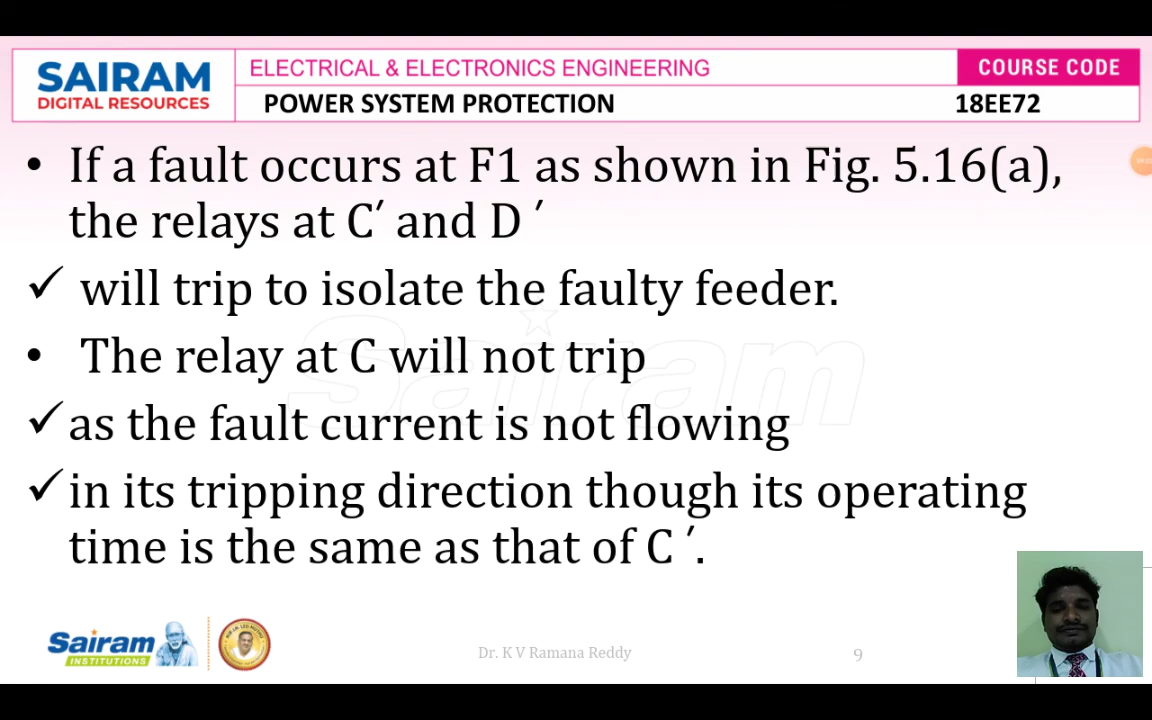 SAIRAM
DIGITAL RESOURCES
ELECTRICAL & ELECTRONICS ENGINEERING
COURSE CODE
POWER SYSTEM PROTECTION
18EE72
• If a fault occurs at F1 as shown in Fig. 5.16(a),
the relays at C′ and D ′
✓ will trip to isolate the faulty feeder.
• The relay at C will not trip
✓ as the fault current is not flowing
✓ in its tripping direction though its operating
time is the same as that of C ′.
Sairam
Sairam
INSTITUTIONS
Dr. K V Ramana Reddy
9